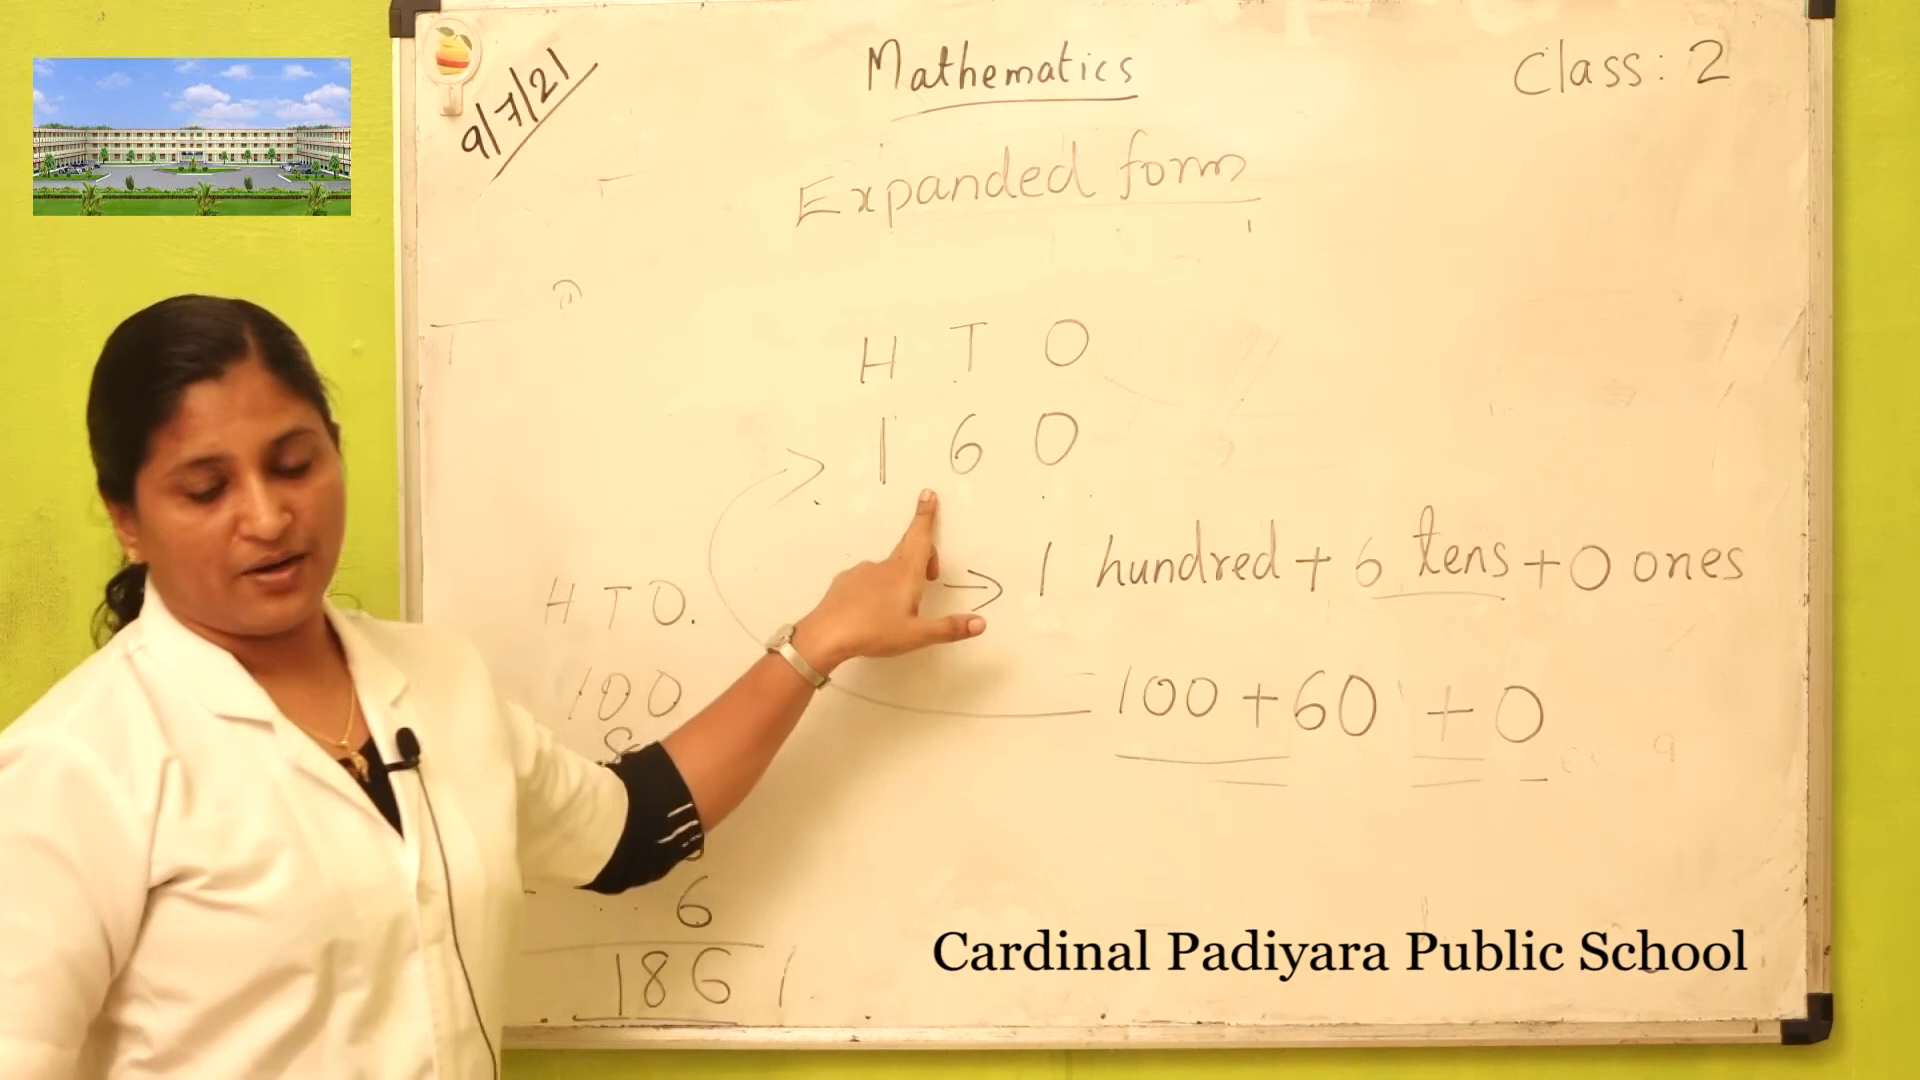 9/7/21
Mathematics
Class: 2
Expanded form
H T O
1 6 0
→ 1 hundred + 6 tens + 0 ones
H T O.
100
100 + 60 + 0
8
6
186
Cardinal Padiyara Public School